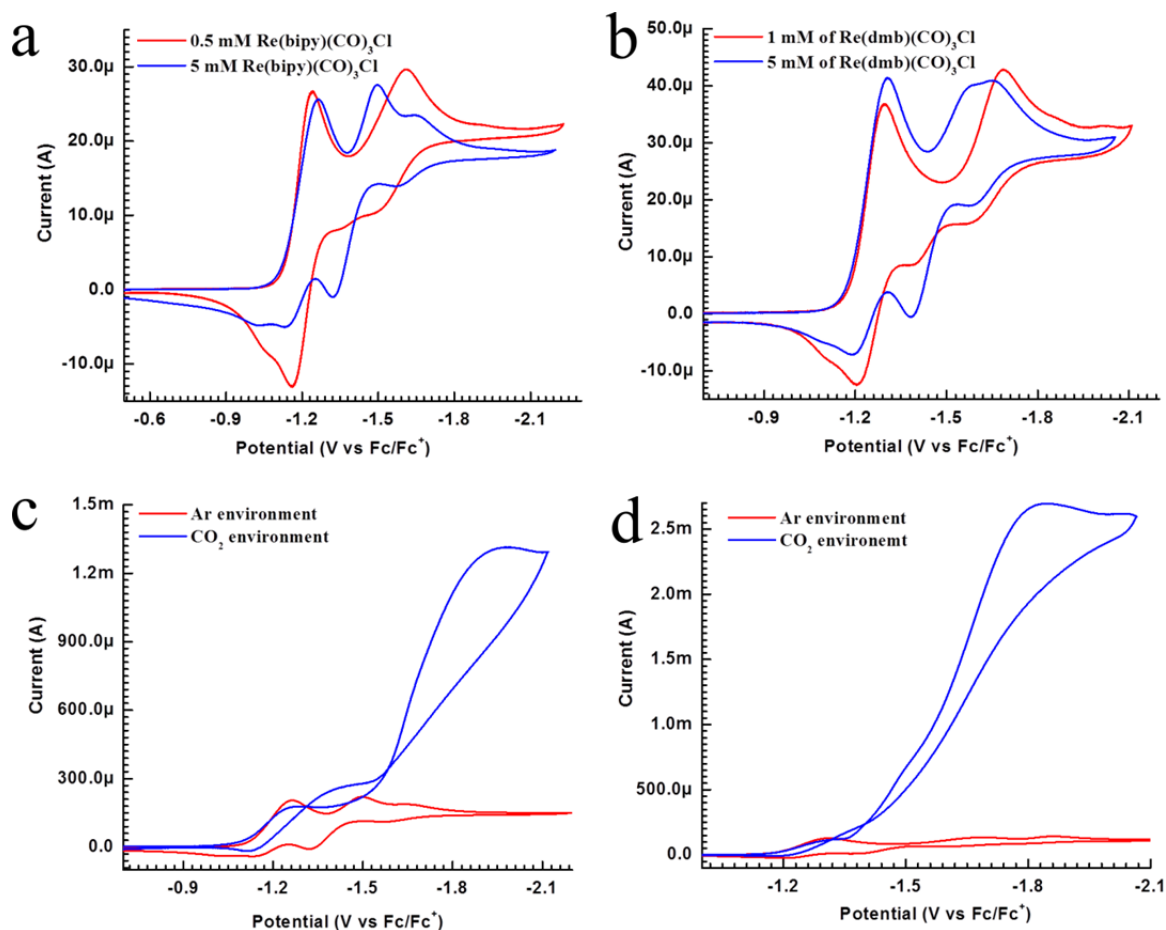 a
0.5 mM Re(bipy)(CO)₃Cl
5 mM Re(bipy)(CO)₃Cl
30.0μ
20.0μ
10.0μ
0.0
-10.0μ
Current (A)
-0.6 -0.9 -1.2 -1.5 -1.8 -2.1
Potential (V vs Fc/Fc⁺)
b
1 mM of Re(dmb)(CO)₃Cl
5 mM of Re(dmb)(CO)₃Cl
50.0μ
40.0μ
30.0μ
20.0μ
10.0μ
0.0
-10.0μ
Current (A)
-0.9 -1.2 -1.5 -1.8 -2.1
Potential (V vs Fc/Fc⁺)
c
Ar environment
CO₂ environment
1.5m
1.2m
900.0μ
600.0μ
300.0μ
0.0
Current (A)
-0.9 -1.2 -1.5 -1.8 -2.1
Potential (V vs Fc/Fc⁺)
d
Ar environment
CO₂ environemt
2.5m
2.0m
1.5m
1.0m
500.0μ
0.0
Current (A)
-1.2 -1.5 -1.8 -2.1
Potential (V vs Fc/Fc⁺)